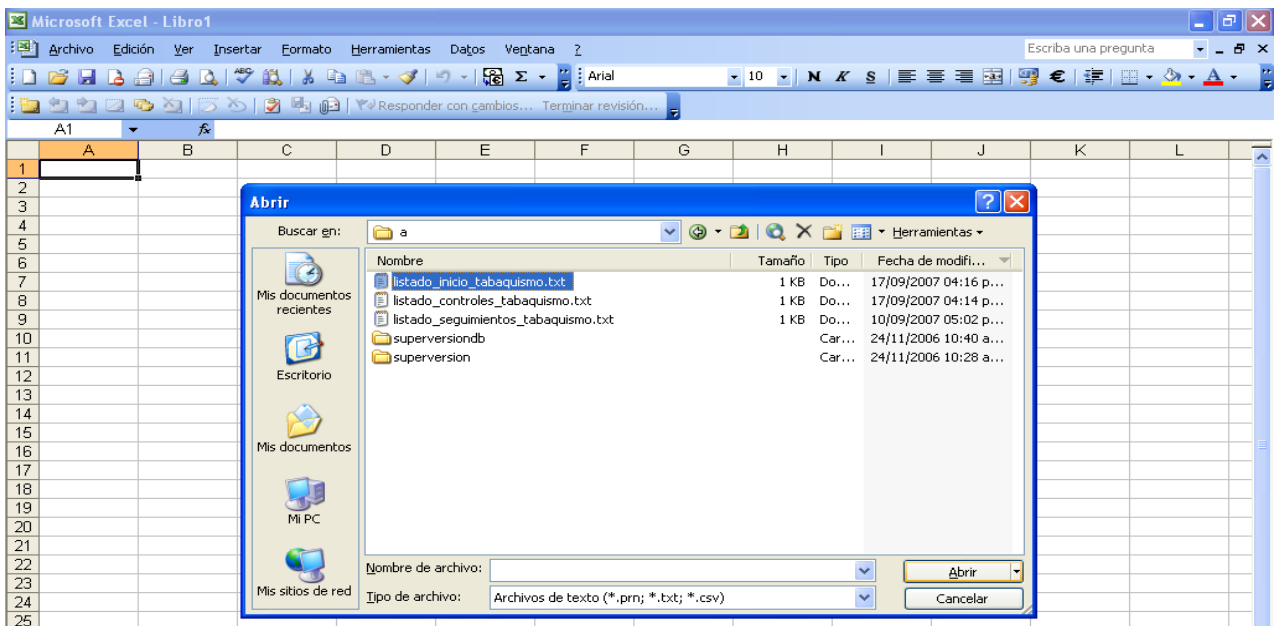 Microsoft Excel - Libro1
Archivo Edición Ver Insertar Formato Herramientas Datos Ventana ? Escriba una pregunta
Arial 10 N K S € A
Responder con cambios... Terminar revisión...
A1 fx
A B C D E F G H I J K L
1
2
3
4
5
6
7
8
9
10
11
12
13
14
15
16
17
18
19
20
21
22
23
24
25
Abrir
Buscar en: a Herramientas
Nombre Tamaño Tipo Fecha de modifi...
listado_inicio_tabaquismo.txt 1 KB Do... 17/09/2007 04:16 p...
listado_controles_tabaquismo.txt 1 KB Do... 17/09/2007 04:14 p...
listado_seguimientos_tabaquismo.txt 1 KB Do... 10/09/2007 05:02 p...
superversiondb Car... 24/11/2006 10:40 a...
superversion Car... 24/11/2006 10:28 a...
Mis documentos
recientes
Escritorio
Mis documentos
Mi PC
Mis sitios de red
Nombre de archivo: Abrir
Tipo de archivo: Archivos de texto (*.prn; *.txt; *.csv) Cancelar